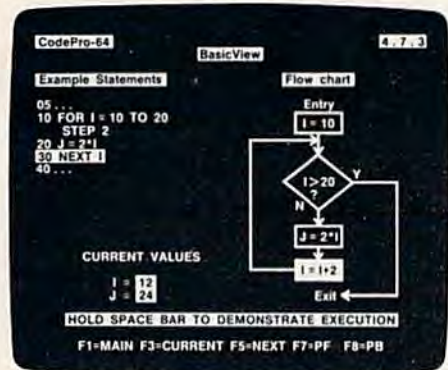 CodePro-64
4.7.3
BasicView
Example Statements
05...
10 FOR I = 10 TO 20
STEP 2
20 J = 2*I
30 NEXT I
40...
CURRENT VALUES
I = 12
J = 24
Flow chart
Entry
I = 10
I>20
?
Y
N
J = 2*I
I = I+2
Exit
HOLD SPACE BAR TO DEMONSTRATE EXECUTION
F1=MAIN F3=CURRENT F5=NEXT F7=PF F8=PB